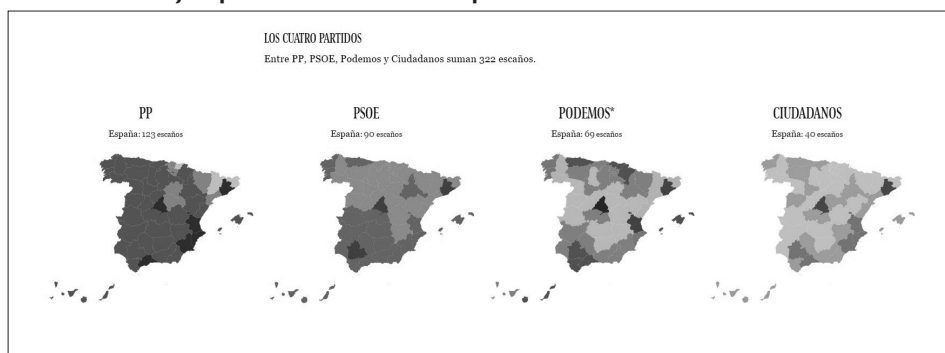 LOS CUATRO PARTIDOS
Entre PP, PSOE, Podemos y Ciudadanos suman 322 escaños.
PP
España: 123 escaños
PSOE
España: 90 escaños
PODEMOS*
España: 69 escaños
CIUDADANOS
España: 40 escaños